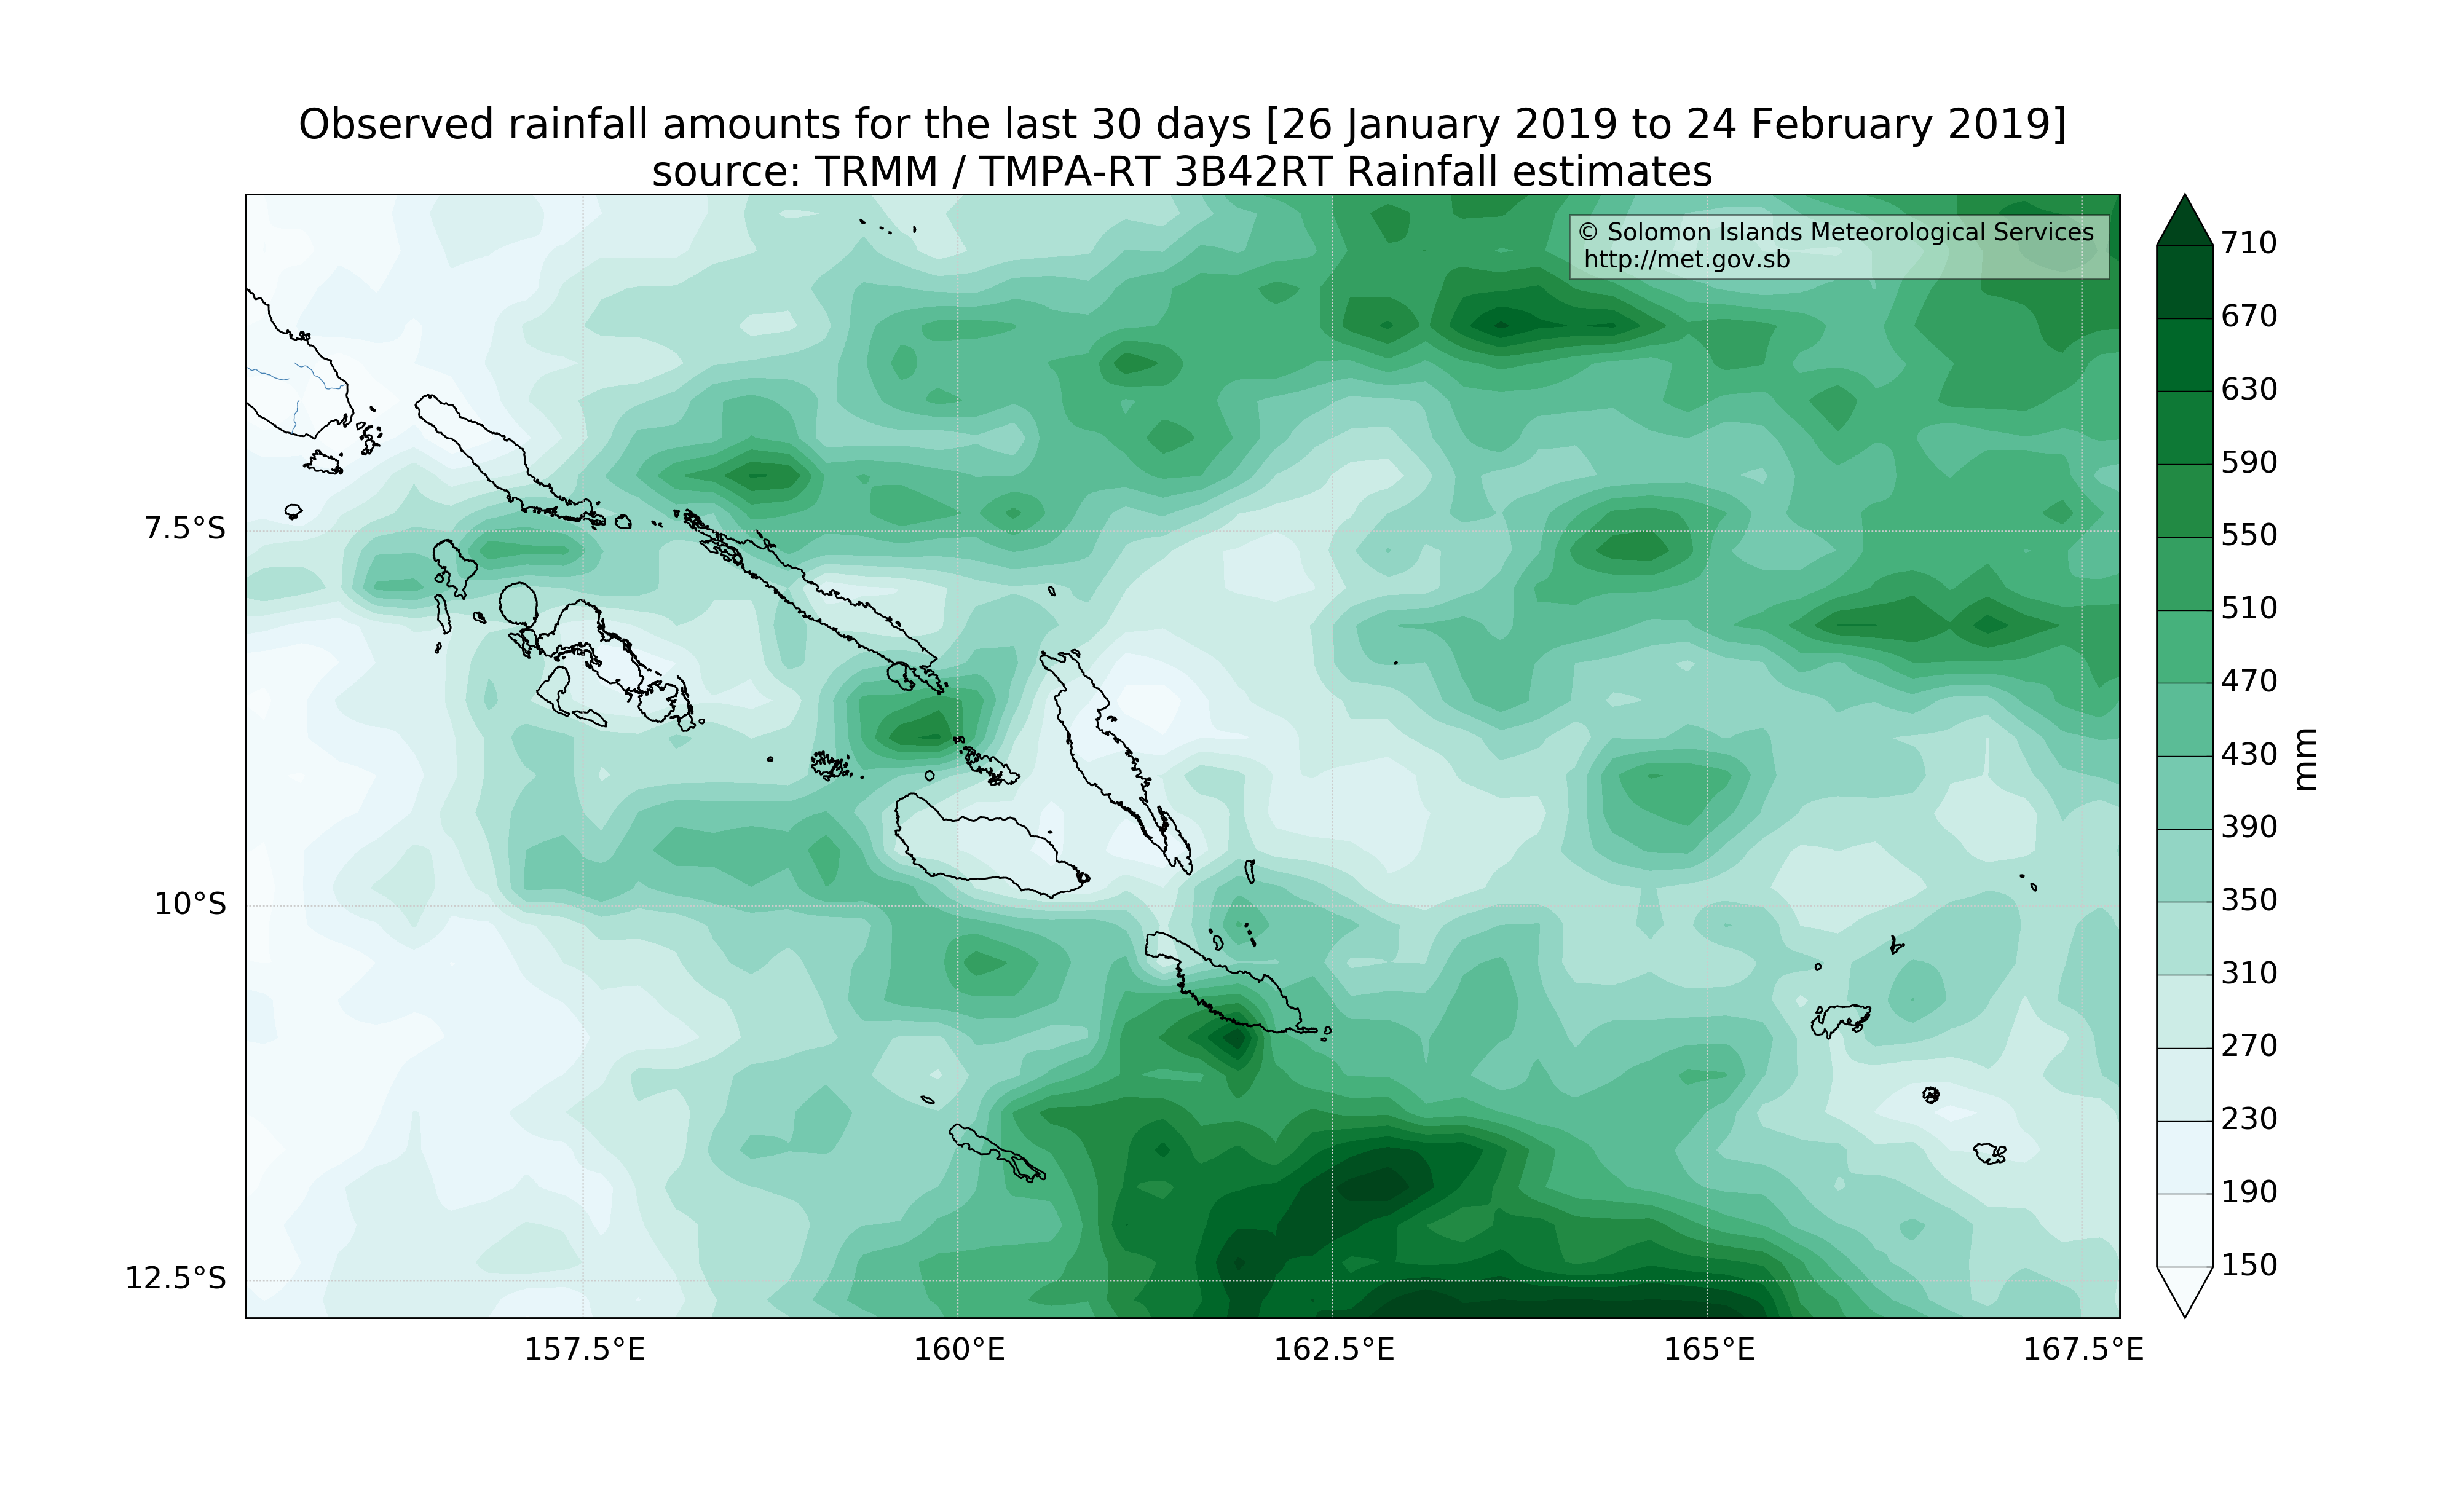 Observed rainfall amounts for the last 30 days [26 January 2019 to 24 February 2019]
source: TRMM / TMPA-RT 3B42RT Rainfall estimates
© Solomon Islands Meteorological Services
http://met.gov.sb
7.5°S
10°S
12.5°S
157.5°E
160°E
162.5°E
165°E
167.5°E
710
670
630
590
550
510
470
430
390
350
310
270
230
190
150
mm